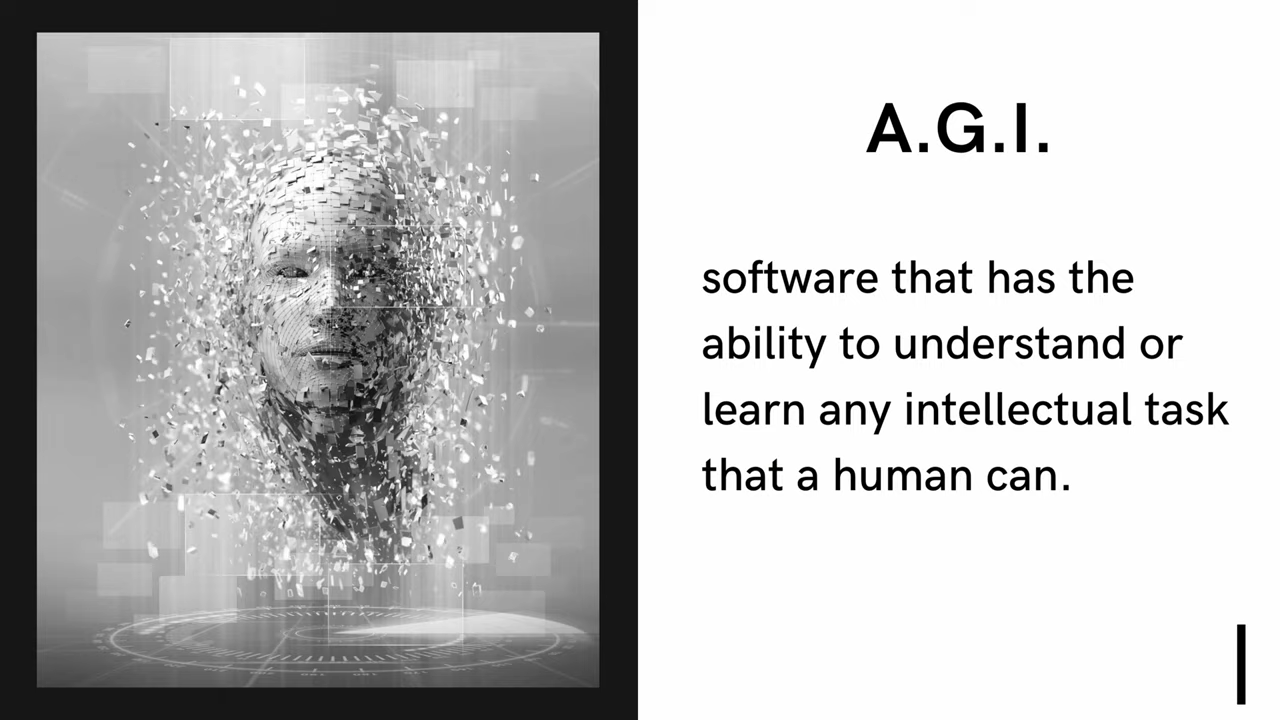 A.G.I.
software that has the
ability to understand or
learn any intellectual task
that a human can.